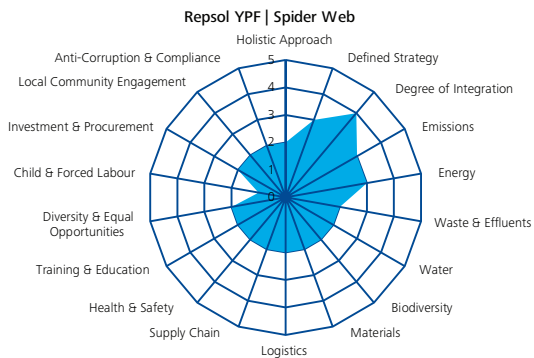 Repsol YPF | Spider Web
Holistic Approach
Anti-Corruption & Compliance
Defined Strategy
Local Community Engagement
Degree of Integration
Investment & Procurement
Emissions
Child & Forced Labour
Energy
Diversity & Equal
Opportunities
Waste & Effluents
Training & Education
Water
Health & Safety
Biodiversity
Supply Chain
Materials
Logistics
5
4
3
2
1
0